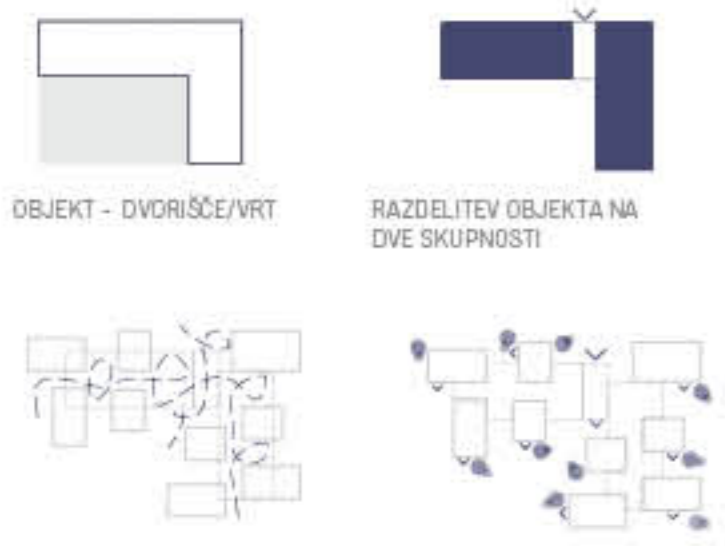 OBJEKT - DVORIŠČE/VRT
RAZDELITEV OBJEKTA NA
DVE SKUPNOSTI